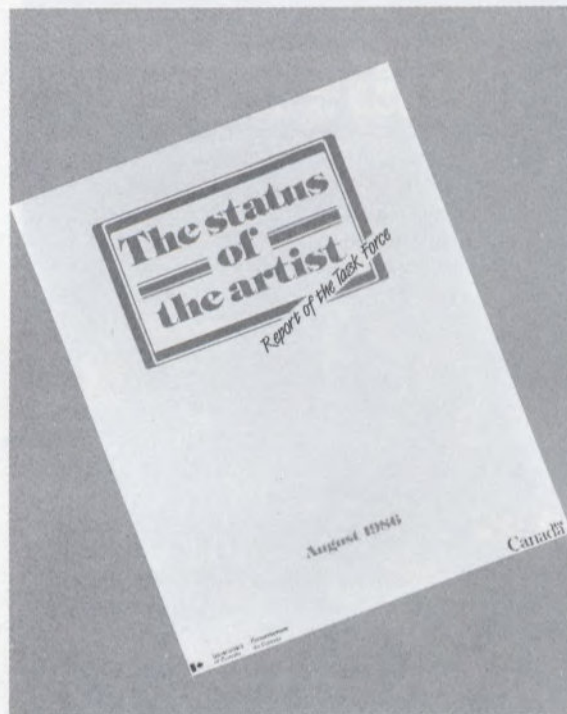 The status
of
the artist
Report of the Task Force
August 1986
Canada